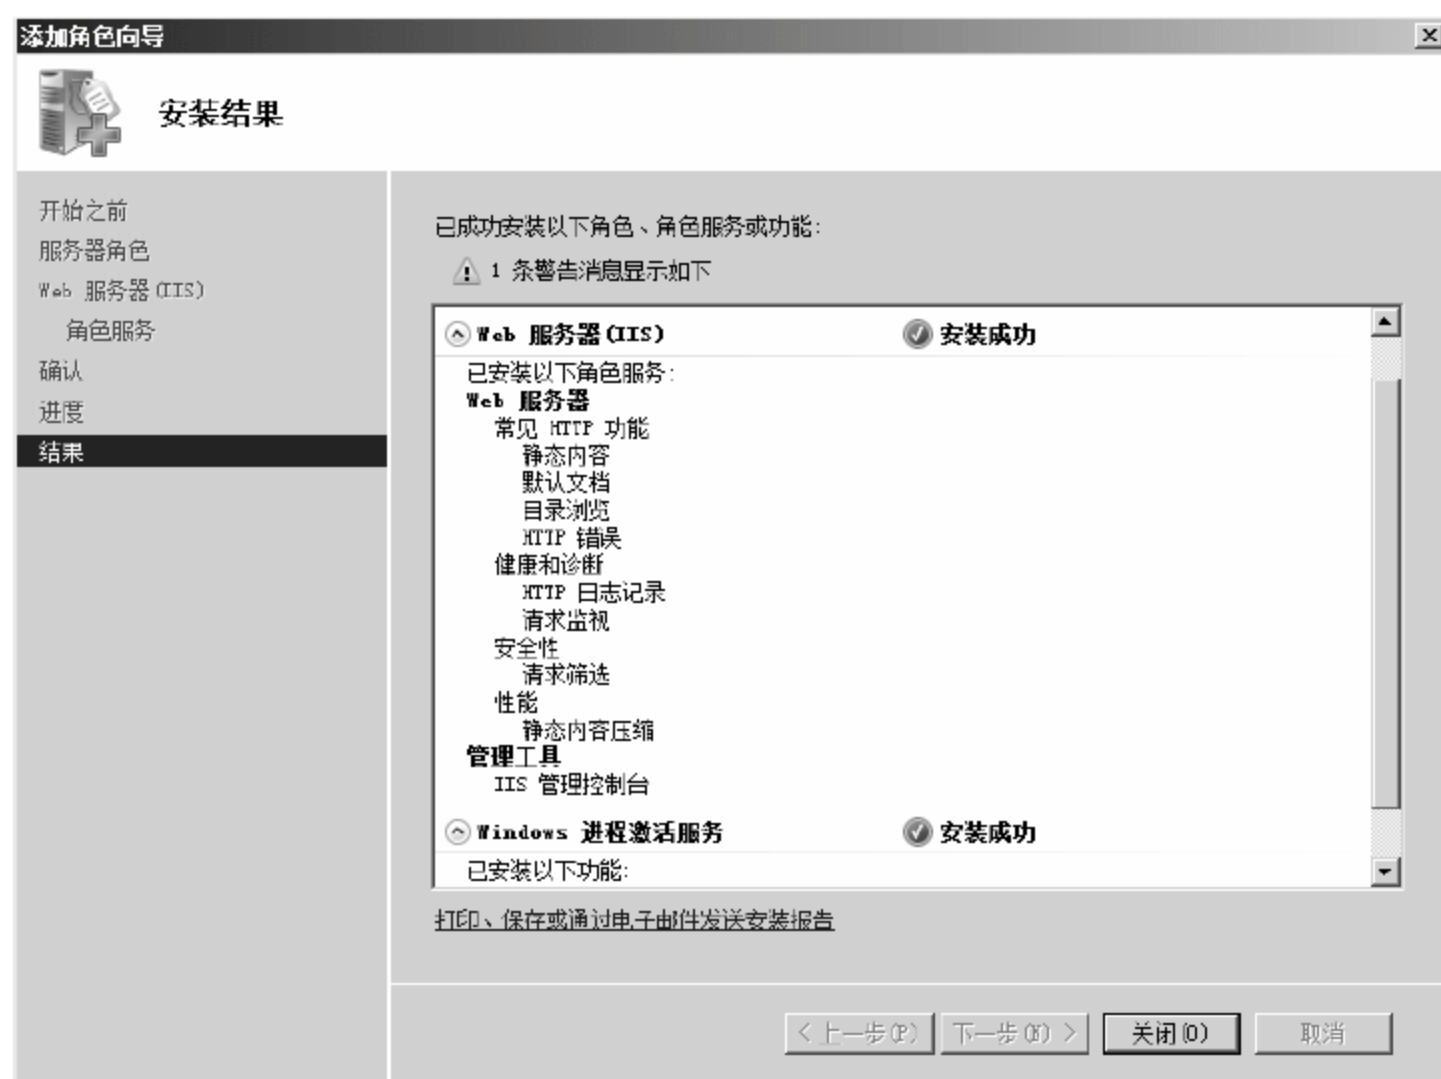 添加角色向导
安装结果
开始之前
服务器角色
Web 服务器(IIS)
角色服务
确认
进度
结果
已成功安装以下角色、角色服务或功能:
1 条警告消息显示如下
Web 服务器(IIS) 安装成功
已安装以下角色服务:
Web 服务器
常见 HTTP 功能
静态内容
默认文档
目录浏览
HTTP 错误
健康和诊断
HTTP 日志记录
请求监视
安全性
请求筛选
性能
静态内容压缩
管理工具
IIS 管理控制台
Windows 进程激活服务 安装成功
已安装以下功能:
打印、保存或通过电子邮件发送安装报告
< 上一步(P) 下一步(N) > 关闭(O) 取消